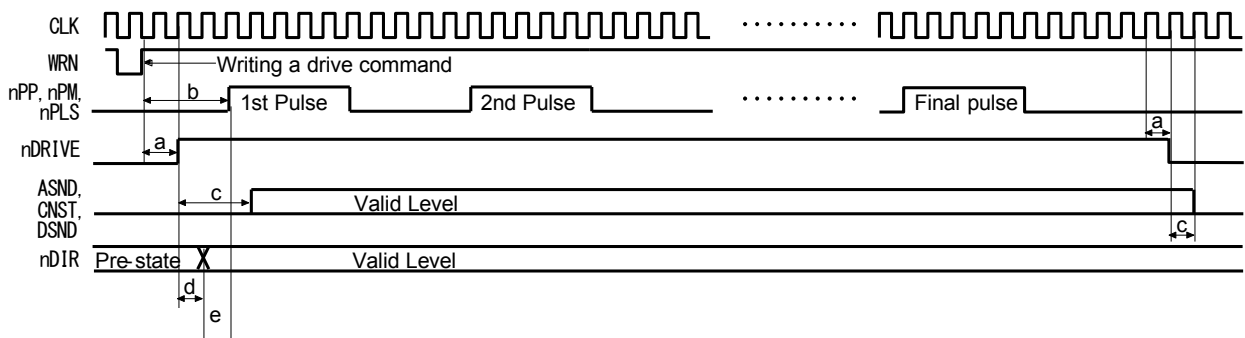 CLK
WRN
Writing a drive command
nPP, nPM,
nPLS
b
1st Pulse
2nd Pulse
Final pulse
nDRIVE
a
a
ASND,
CNST,
DSND
c
Valid Level
c
nDIR
Pre-state
Valid Level
d
e